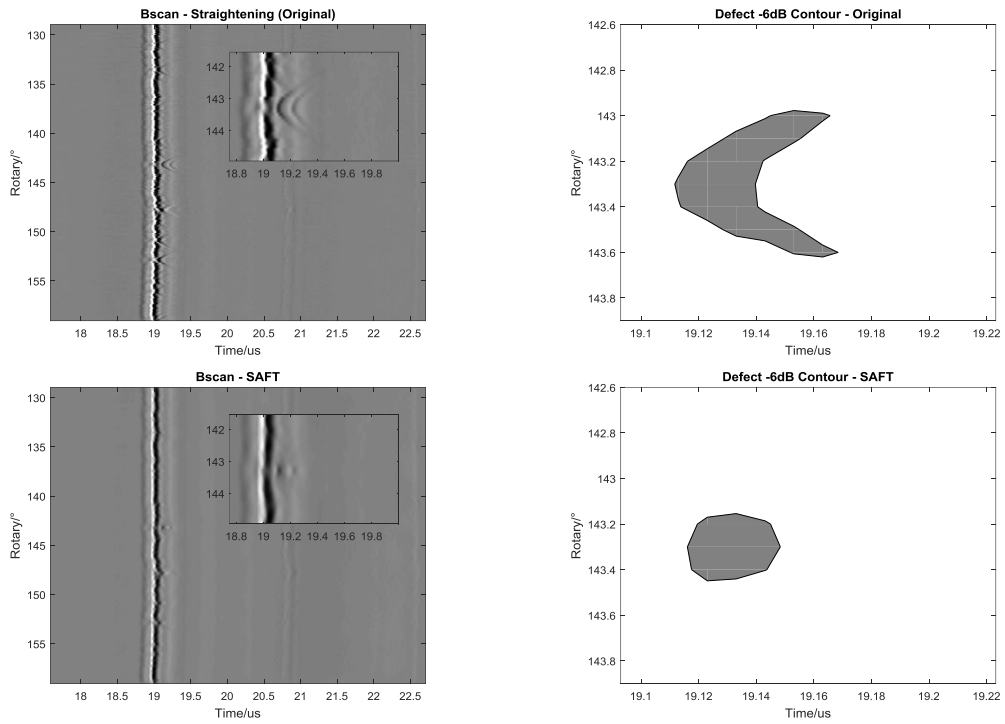 Bscan - Straightening (Original)
130
135
140
145
150
155
Rotary/°
18 18.5 19 19.5 20 20.5 21 21.5 22 22.5
Time/us
142
143
144
18.8 19 19.2 19.4 19.6 19.8
Defect -6dB Contour - Original
142.6
142.8
143
143.2
143.4
143.6
143.8
Rotary/°
19.1 19.12 19.14 19.16 19.18 19.2 19.22
Time/us
Bscan - SAFT
130
135
140
145
150
155
Rotary/°
18 18.5 19 19.5 20 20.5 21 21.5 22 22.5
Time/us
142
143
144
18.8 19 19.2 19.4 19.6 19.8
Defect -6dB Contour - SAFT
142.6
142.8
143
143.2
143.4
143.6
143.8
Rotary/°
19.1 19.12 19.14 19.16 19.18 19.2 19.22
Time/us